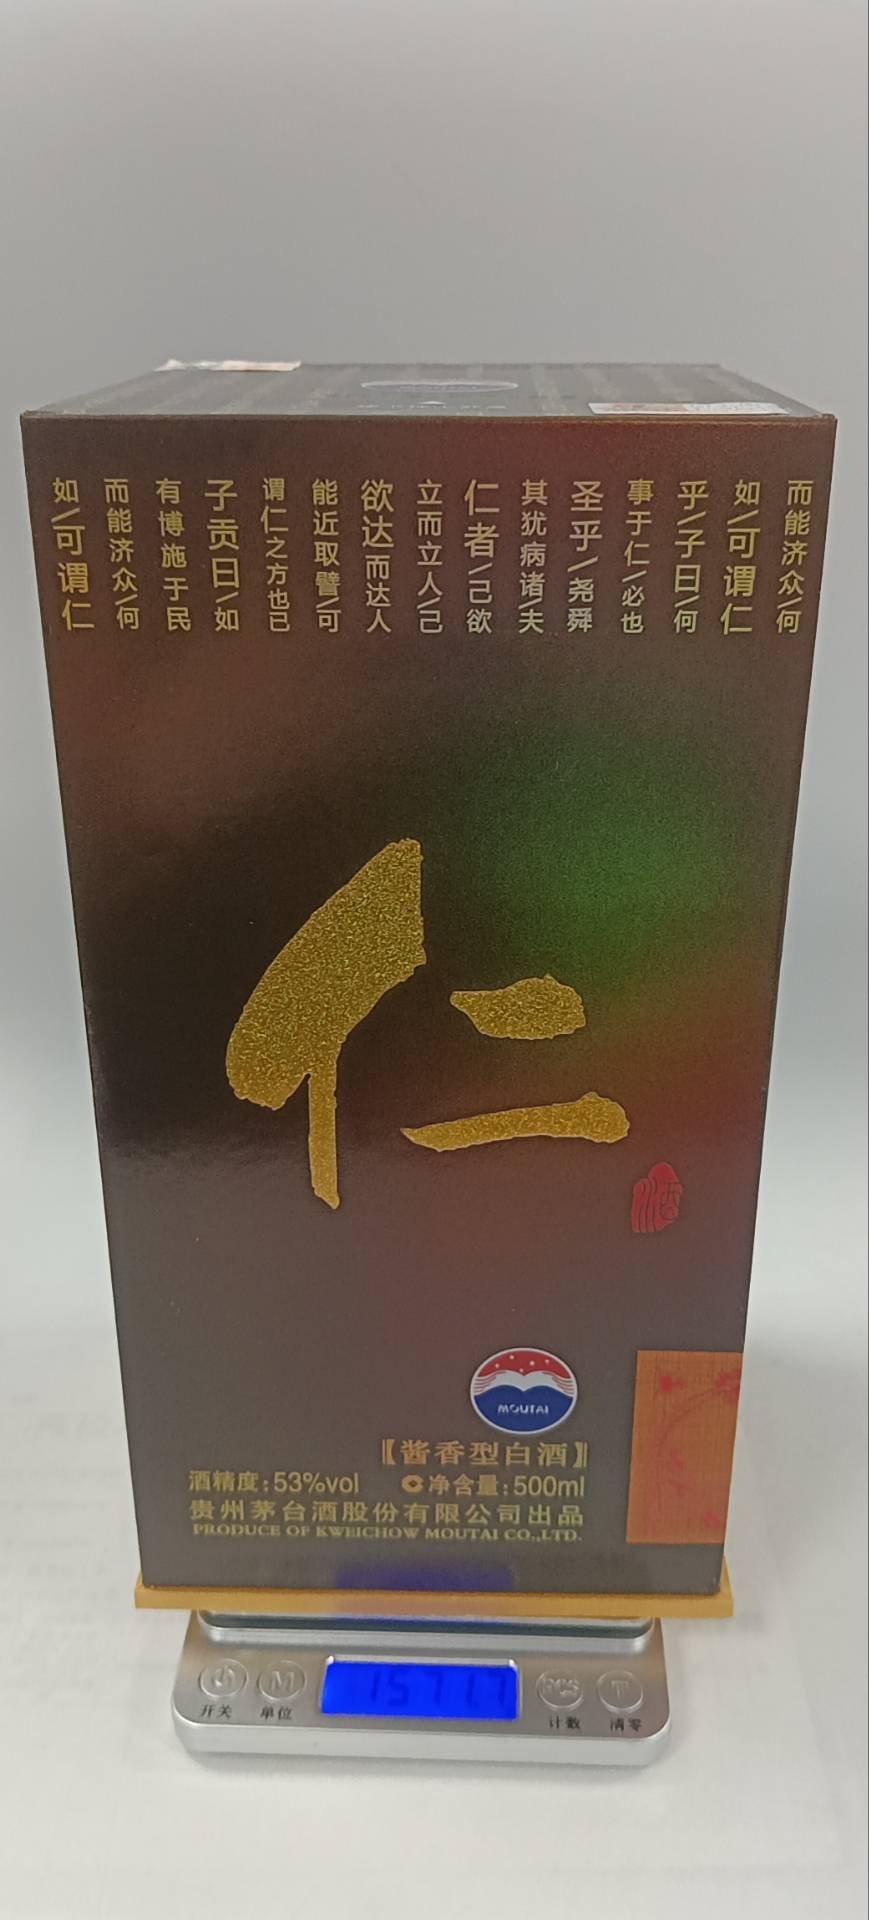 如/可谓仁
而能济众/何
有博施于民
子贡曰/如
谓仁之方也已
能近取譬/可
欲达而达人
立而立人/己
仁者/己欲
其犹病诸/夫
圣乎/尧舜
事于仁/必也
乎/子曰/何
如/可谓仁
而能济众/何
仁
酒
MOUTAI
【酱香型白酒】
酒精度:53%vol 净含量:500ml
贵州茅台酒股份有限公司出品
PRODUCE OF KWEICHOW MOUTAI CO.,LTD.
1571.7
M PCS T
开关 单位 计数 清零